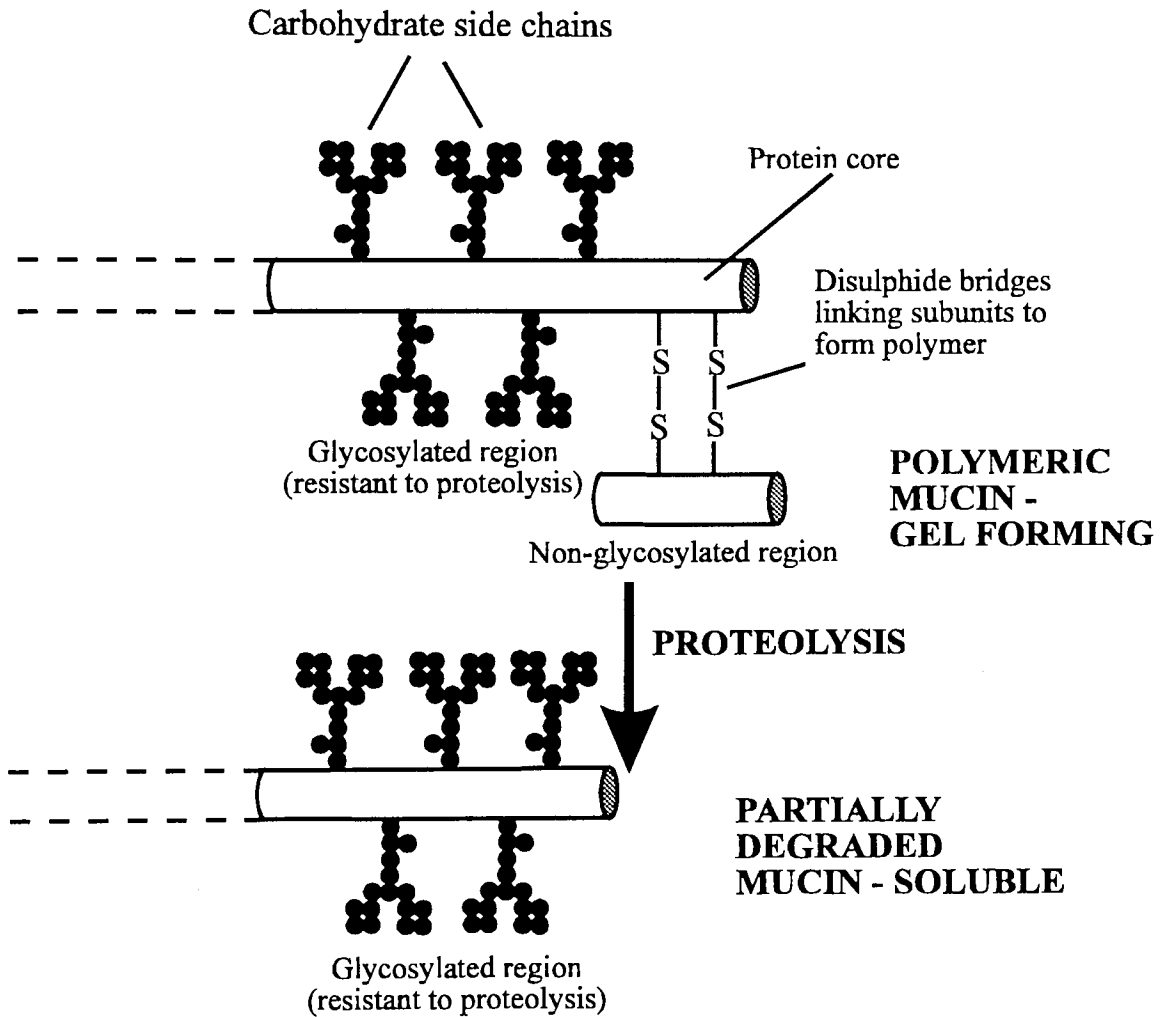 Carbohydrate side chains
Protein core
Disulphide bridges
linking subunits to
form polymer
S
S
S
S
Glycosylated region
(resistant to proteolysis)
POLYMERIC
MUCIN -
GEL FORMING
Non-glycosylated region
PROTEOLYSIS
PARTIALLY
DEGRADED
MUCIN - SOLUBLE
Glycosylated region
(resistant to proteolysis)